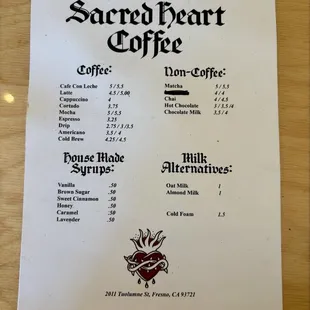 Sacred Heart
Coffee
Coffee:
Cafe Con Leche 5 / 5.5
Latte 4.5 / 5.00
Cappuccino 4
Cortado 3.75
Mocha 5 / 5.5
Espresso 3.25
Drip 2.75 / 3 / 3.5
Americano 3.5 / 4
Cold Brew 4.25 / 4.5
Non-Coffee:
Matcha 5 / 5.5
4 / 4
Chai 4 / 4.5
Hot Chocolate 3 / 3.5 / 4
Chocolate Milk 3.5 / 4
House Made
Syrups:
Vanilla .50
Brown Sugar .50
Sweet Cinnamon .50
Honey .50
Caramel .50
Lavender .50
Milk
Alternatives:
Oat Milk 1
Almond Milk 1
Cold Foam 1.5
2011 Tuolumne St, Fresno, CA 93721